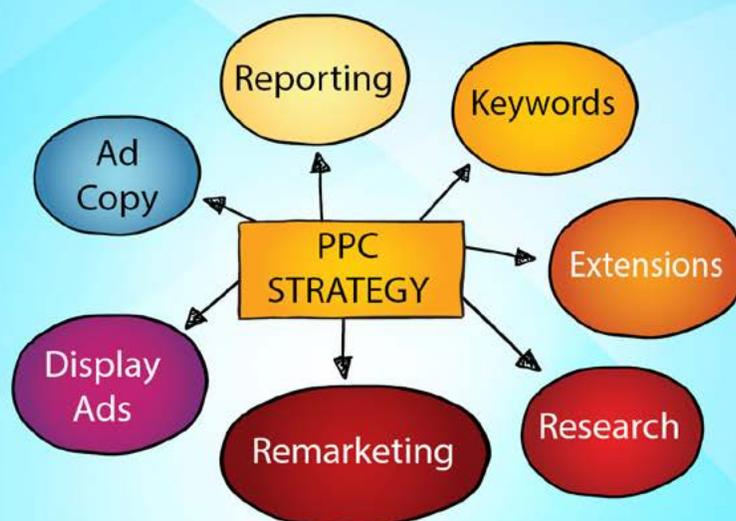 Reporting
Keywords
Ad
Copy
PPC
STRATEGY
Extensions
Display
Ads
Research
Remarketing